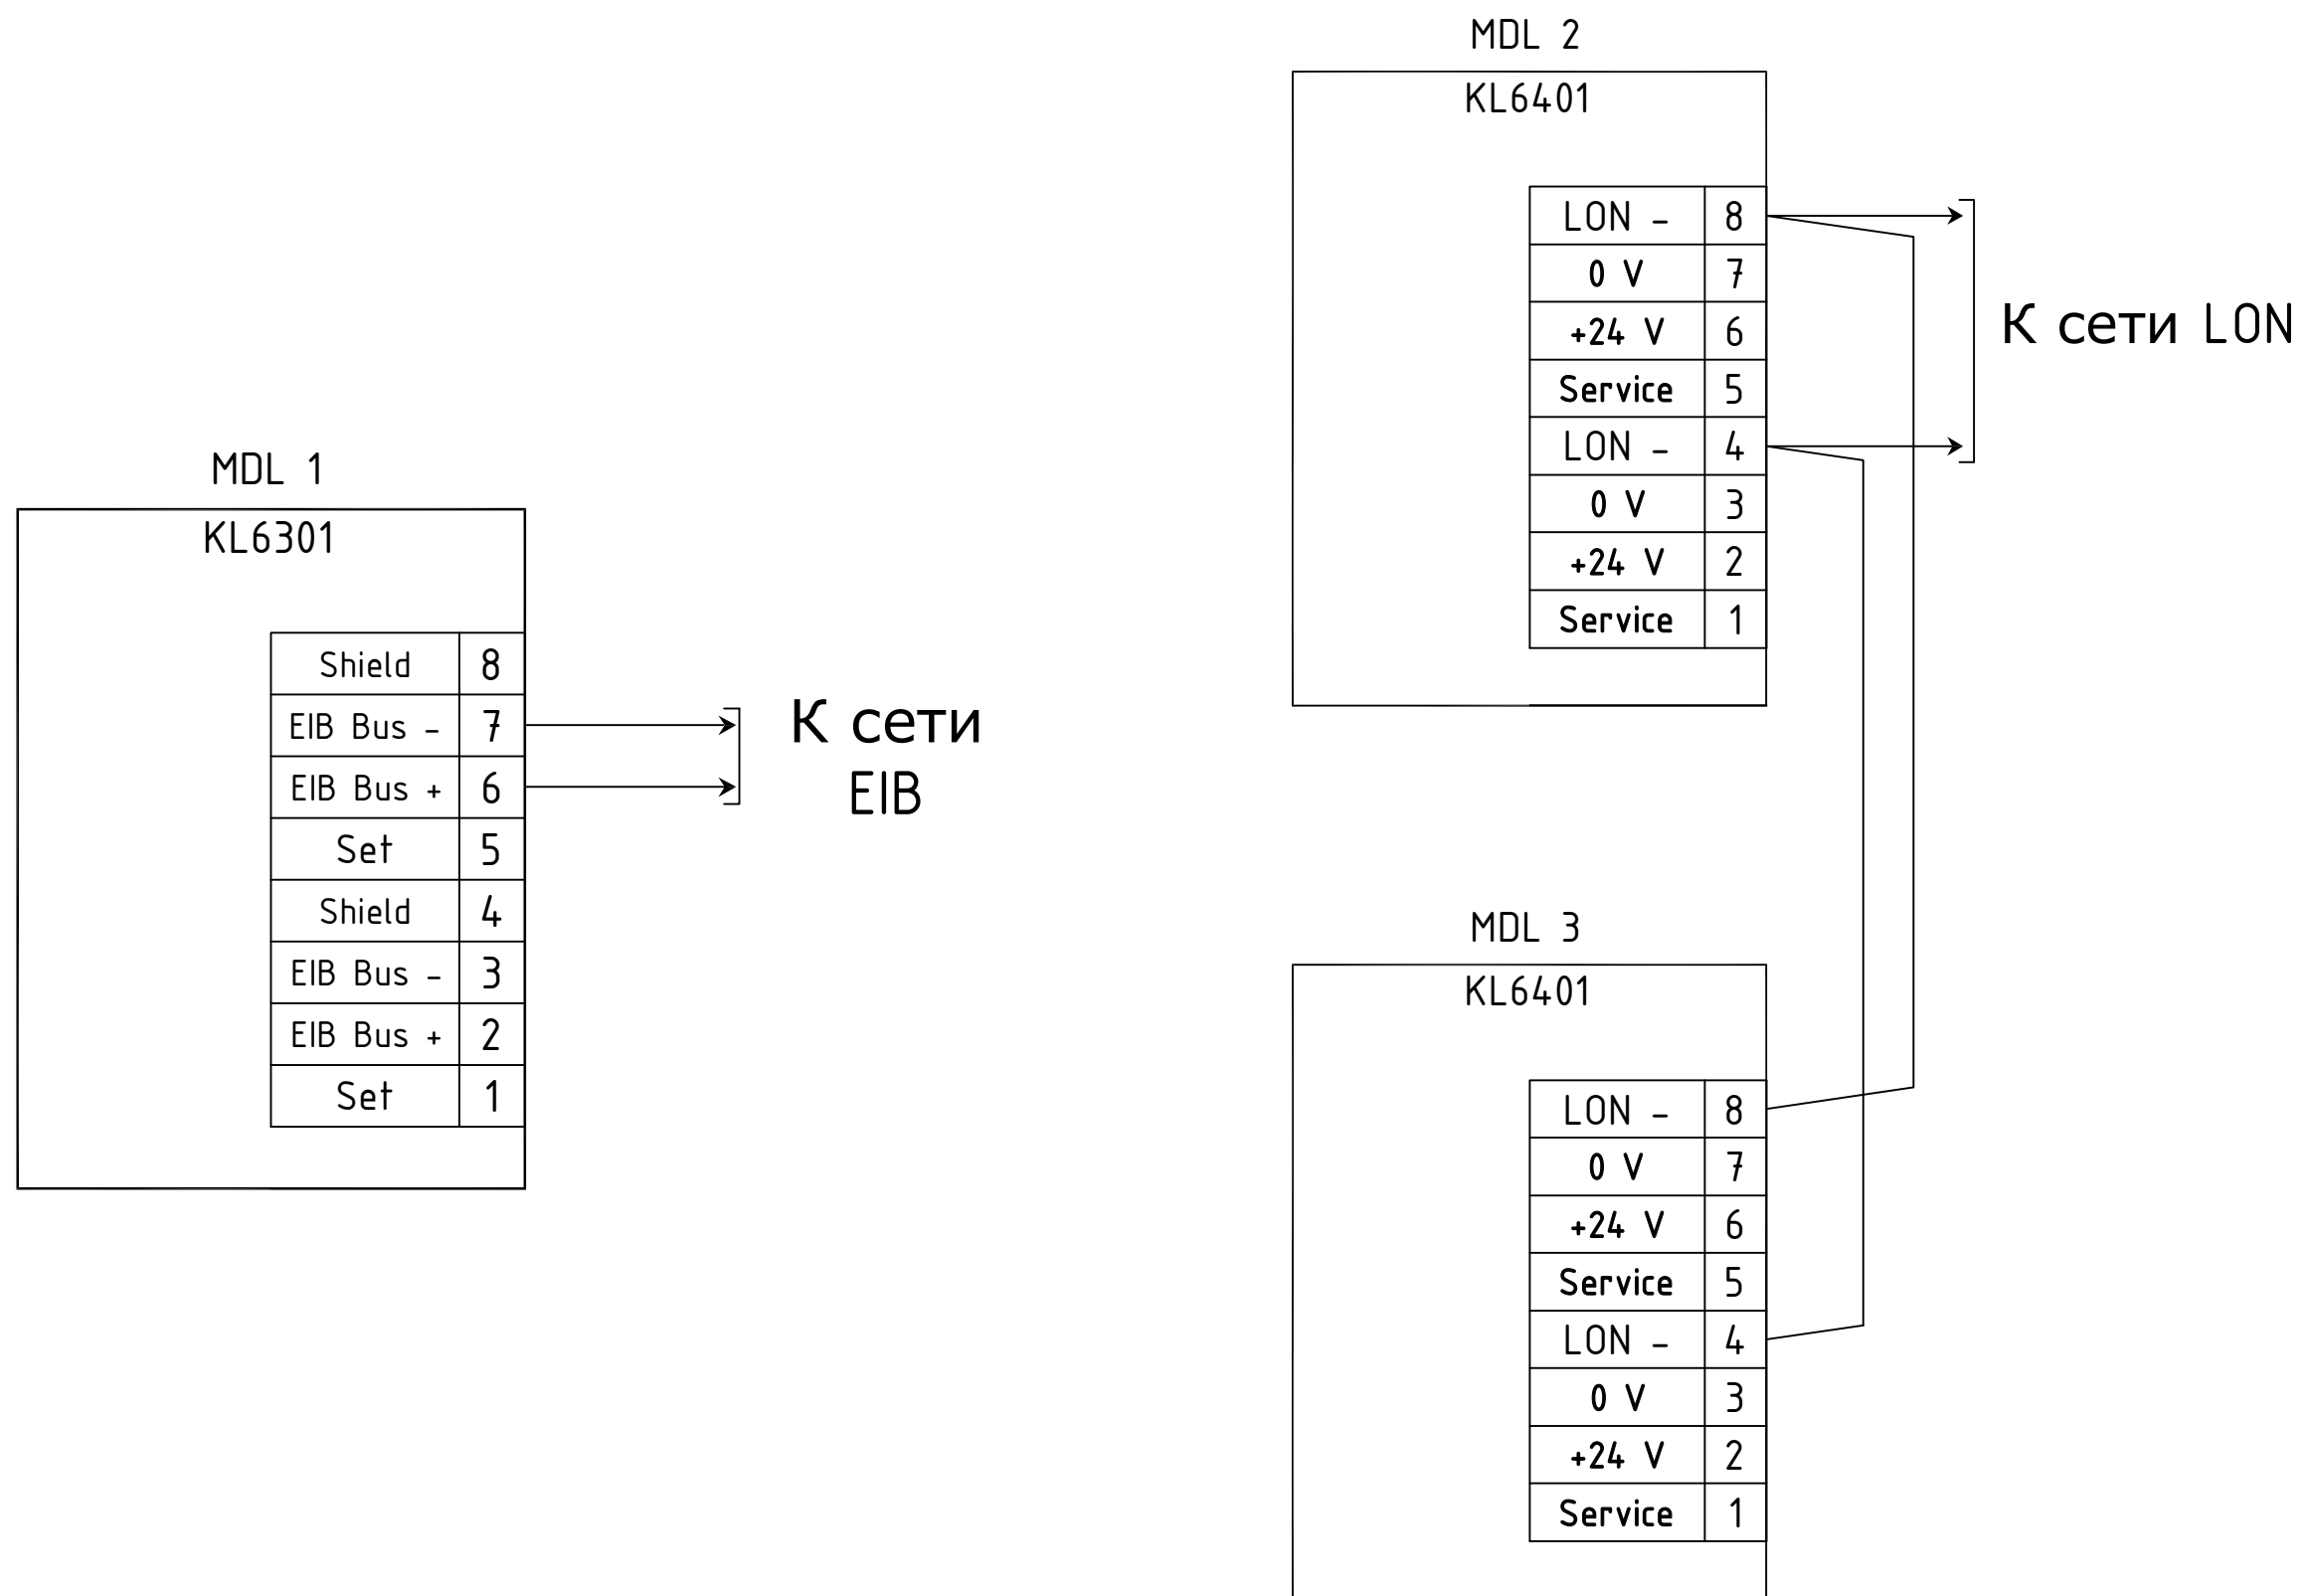 MDL 1
KL6301
Shield 8
EIB Bus - 7
EIB Bus + 6
Set 5
Shield 4
EIB Bus - 3
EIB Bus + 2
Set 1
К сети
EIB
MDL 2
KL6401
LON - 8
0 V 7
+24 V 6
Service 5
LON - 4
0 V 3
+24 V 2
Service 1
К сети LON
MDL 3
KL6401
LON - 8
0 V 7
+24 V 6
Service 5
LON - 4
0 V 3
+24 V 2
Service 1